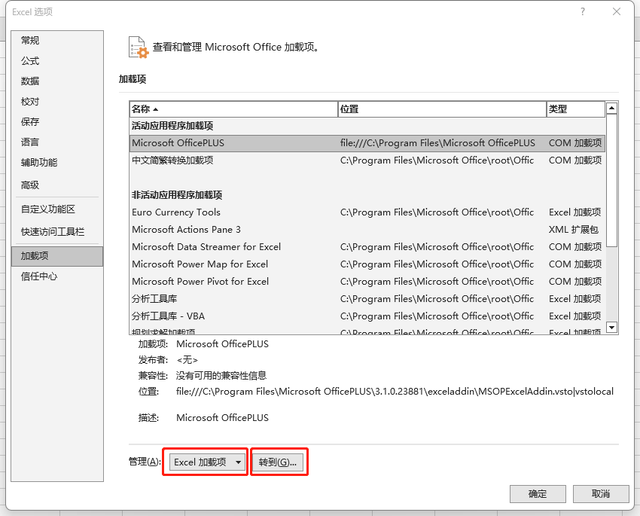 Excel 选项
常规
公式
数据
校对
保存
语言
辅助功能
高级
自定义功能区
快速访问工具栏
加载项
信任中心
查看和管理 Microsoft Office 加载项。
加载项
名称 位置 类型
活动应用程序加载项
Microsoft OfficePLUS file:///C:\Program Files\Microsoft OfficePLUS COM 加载项
中文简繁转换加载项 C:\Program Files\Microsoft Office\root\Offic COM 加载项
非活动应用程序加载项
Euro Currency Tools C:\Program Files\Microsoft Office\root\Offic Excel 加载项
Microsoft Actions Pane 3 XML 扩展包
Microsoft Data Streamer for Excel C:\Program Files\Microsoft Office\root\Offic COM 加载项
Microsoft Power Map for Excel C:\Program Files\Microsoft Office\root\Offic COM 加载项
Microsoft Power Pivot for Excel C:\Program Files\Microsoft Office\root\Offic COM 加载项
分析工具库 C:\Program Files\Microsoft Office\root\Offic Excel 加载项
分析工具库 - VBA C:\Program Files\Microsoft Office\root\Offic Excel 加载项
规划求解加载项 C:\Program Files\Microsoft Office\root\Offic Excel 加载项
加载项: Microsoft OfficePLUS
发布者: <无>
兼容性: 没有可用的兼容性信息
位置: file:///C:\Program Files\Microsoft OfficePLUS\3.1.0.23881\exceladdin\MSOPExcelAddin.vsto|vstolocal
描述: Microsoft OfficePLUS
管理(A): Excel 加载项 转到(G)...
确定 取消